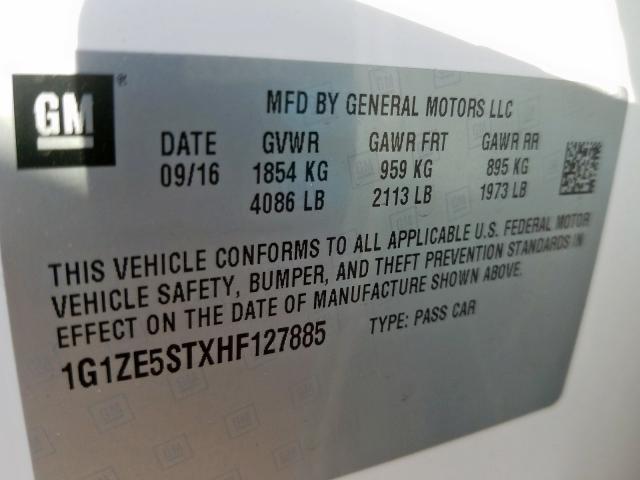 GM®
MFD BY GENERAL MOTORS LLC
DATE GVWR GAWR FRT GAWR RR
09/16 1854 KG 959 KG 895 KG
4086 LB 2113 LB 1973 LB
THIS VEHICLE CONFORMS TO ALL APPLICABLE U.S. FEDERAL MOTOR
VEHICLE SAFETY, BUMPER, AND THEFT PREVENTION STANDARDS IN
EFFECT ON THE DATE OF MANUFACTURE SHOWN ABOVE.
1G1ZE5STXHF127885 TYPE: PASS CAR